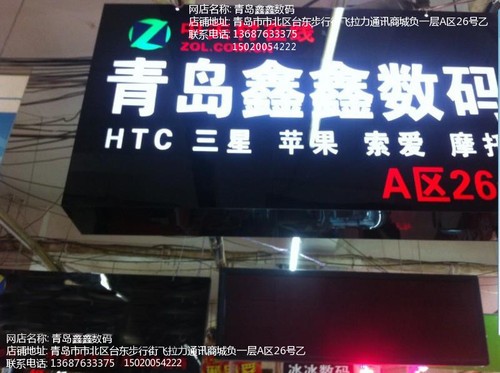 网店名称: 青岛鑫鑫数码
店铺地址: 青岛市市北区台东步行街飞拉力通讯商城负一层A区26号乙
联系电话: 13687633375
15020054222
ZOL.CO
青岛鑫鑫数码
HTC 三星 苹果 索爱 摩托
A区26
网店名称: 青岛鑫鑫数码
店铺地址: 青岛市市北区台东步行街飞拉力通讯商城负一层A区26号乙
联系电话: 13687633375 15020054222
冰冰数码